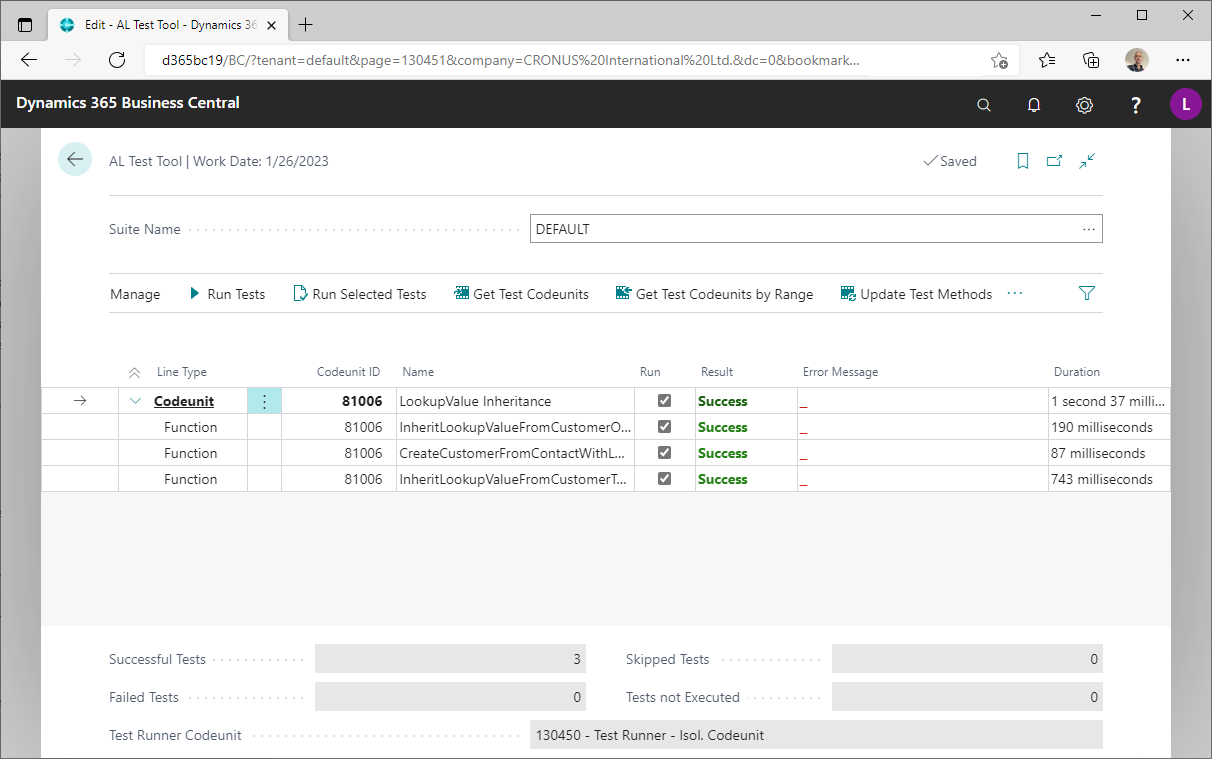 Edit - AL Test Tool - Dynamics 36
d365bc19/BC/?tenant=default&page=130451&company=CRONUS%20International%20Ltd.&dc=0&bookmark...
Dynamics 365 Business Central
? L
AL Test Tool | Work Date: 1/26/2023
Saved
Suite Name
DEFAULT ...
Manage Run Tests Run Selected Tests Get Test Codeunits Get Test Codeunits by Range Update Test Methods ...
Line Type Codeunit ID Name Run Result Error Message Duration
Codeunit 81006 LookupValue Inheritance Success _ 1 second 37 milli...
Function 81006 InheritLookupValueFromCustomerO... Success _ 190 milliseconds
Function 81006 CreateCustomerFromContactWithL... Success _ 87 milliseconds
Function 81006 InheritLookupValueFromCustomerT... Success _ 743 milliseconds
Successful Tests 3 Skipped Tests 0
Failed Tests 0 Tests not Executed 0
Test Runner Codeunit 130450 - Test Runner - Isol. Codeunit